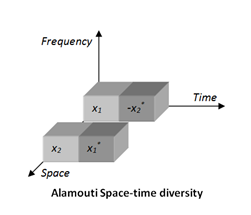 Frequency
Time
x1 -x2*
x2 x1*
Space
Alamouti Space-time diversity